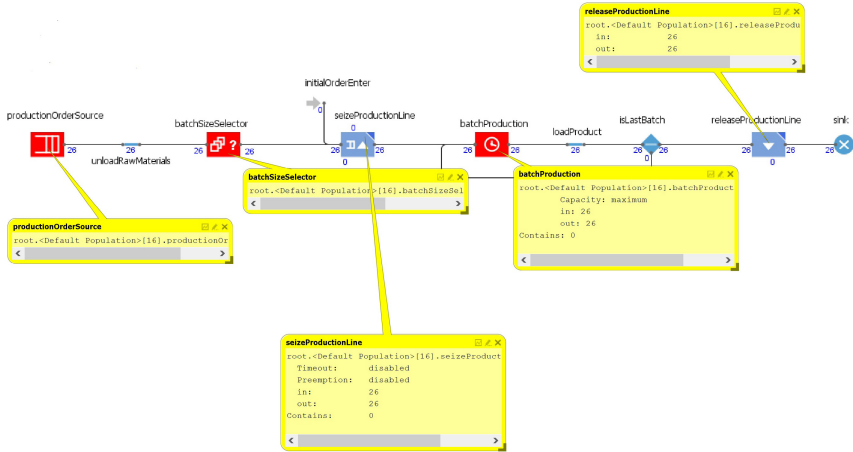 releaseProductionLine
root.<Default Population>[16].releaseProdu
in: 26
out: 26
initialOrderEnter
0
productionOrderSource
batchSizeSelector
seizeProductionLine
batchProduction
loadProduct
isLastBatch
releaseProductionLine
sink
0
26 26 26 26 26 26 26 26 26 26 26 26 26 26 26
unloadRawMaterials
0 0 0
batchSizeSelector
root.<Default Population>[16].batchSizeSel
batchProduction
root.<Default Population>[16].batchProduct
Capacity: maximum
in: 26
out: 26
Contains: 0
productionOrderSource
root.<Default Population>[16].productionOr
seizeProductionLine
root.<Default Population>[16].seizeProduct
Timeout: disabled
Preemption: disabled
in: 26
out: 26
Contains: 0